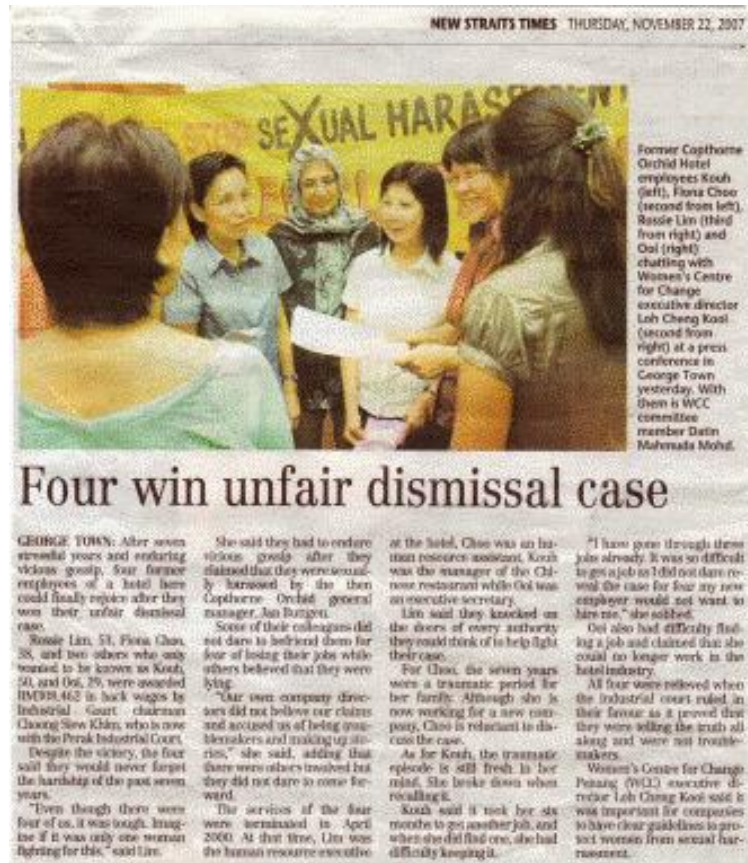 NEW STRAITS TIMES THURSDAY, NOVEMBER 22, 2007
STOP SEXUAL HARASSMENT
Former Copthorne
Orchid Hotel
employees Kouh
(left), Fiona Choo
(second from left),
Rossie Lim (third
from right) and
Ooi (right)
chatting with
Women's Centre
for Change
executive director
Loh Cheng Kooi
(second from
right) at a press
conference in
George Town
yesterday. With
them is WCC
committee
member Datin
Mahmuda Mohd.
Four win unfair dismissal case
GEORGE TOWN: After seven
stressful years and enduring
vicious gossip, four former
employees of a hotel here
could finally rejoice after they
won their unfair dismissal
case.
Rossie Lim, 53, Fiona Choo,
38, and two others who only
wanted to be known as Kouh,
50, and Ooi, 29, were awarded
in back wages by
Industrial Court chairman
Choong Siew Khim, who is now
with the Perak Industrial Court.
Despite the victory, the four
said they would never forget
the hardship of the past seven
years.
"Even though there were
four of us, it was tough. Imag-
ine if it was only one woman
fighting for this," said Lim.
She said they had to endure
vicious gossip after they
claimed that they were sexual-
ly harassed by the then
Copthorne Orchid general
manager, Jan
Some of their colleagues did
not dare to befriend them for
fear of losing their jobs while
others believed that they were
lying.
"Our own company direc-
tors did not believe our claims
and accused us of being trou-
blemakers and making up sto-
ries," she said, adding that
there were others involved but
they did not dare to come for-
ward.
The services of the four
were terminated in April
2000. At that time, Lim was
the human resource executive
at the hotel, Choo was an hu-
man resource assistant, Kouh
was the manager of the Chi-
nese restaurant while Ooi was
an executive secretary.
Lim said they knocked on
the doors of every authority
they could think of to help fight
their case.
For Choo, the seven years
were a traumatic period for
her family. Although she is
now working for a new com-
pany, Choo is reluctant to dis-
cuss the case.
As for Kouh, the traumatic
episode is still fresh in her
mind. She broke down when
recalling it.
Kouh said it took her six
months to get another job, and
when she did find one, she had
difficulty keeping it.
"I have gone through three
jobs already. It was so difficult
to get a job as I did not dare re-
veal the case for fear my new
employer would not want to
hire me," she sobbed.
Ooi also had difficulty find-
ing a job and claimed that she
could no longer work in the
hotel industry.
All four were relieved when
the industrial court ruled in
their favour as it proved that
they were telling the truth all
along and were not trouble-
makers.
Women's Centre for Change
Penang (WCC) executive di-
rector Loh Cheng Kooi said it
was important for companies
to have clear guidelines to pro-
tect women from sexual har-
rassment.